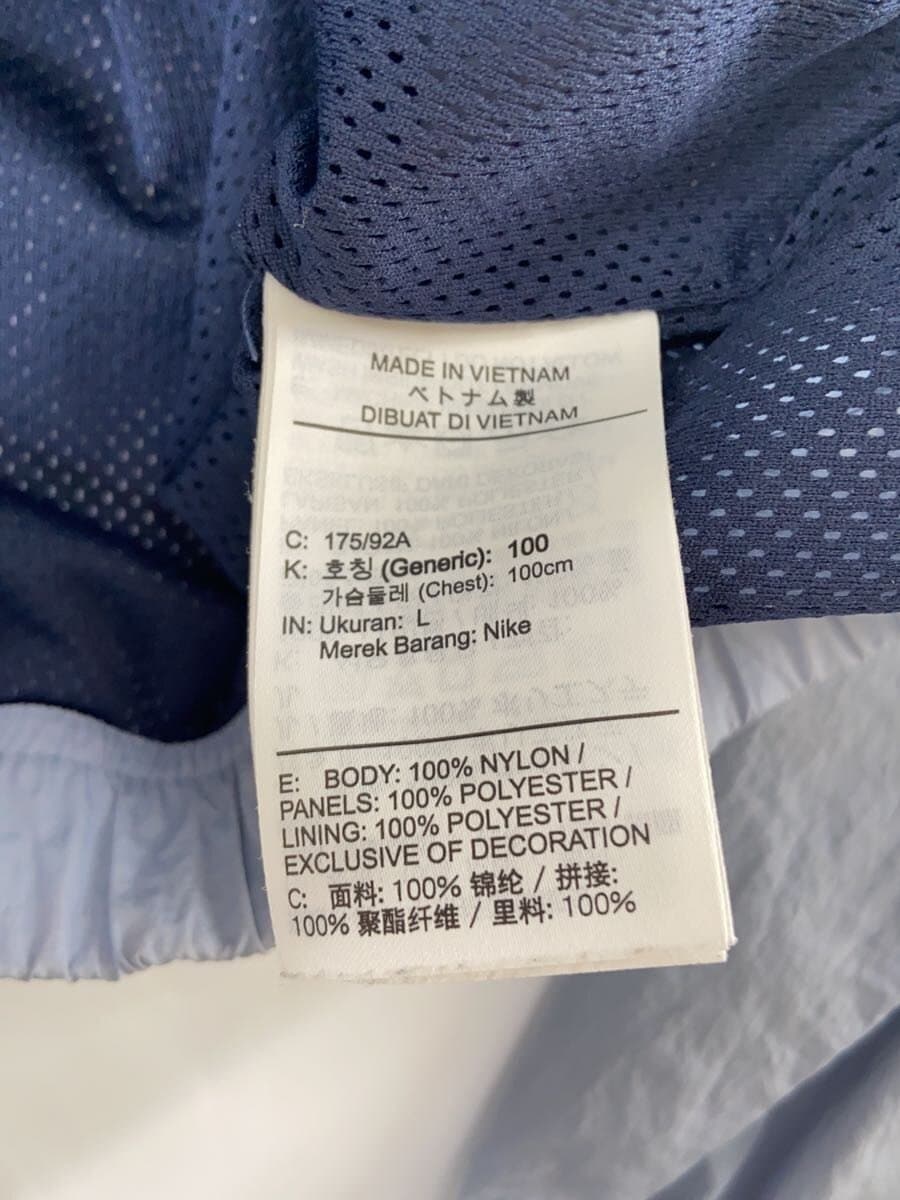 MADE IN VIETNAM
ベトナム製
DIBUAT DI VIETNAM
C: 175/92A
K: 호칭 (Generic): 100
가슴둘레 (Chest): 100cm
IN: Ukuran: L
Merek Barang: Nike
E: BODY: 100% NYLON /
PANELS: 100% POLYESTER /
LINING: 100% POLYESTER /
EXCLUSIVE OF DECORATION
C: 面料: 100% 锦纶 / 拼接:
100% 聚酯纤维 / 里料: 100%